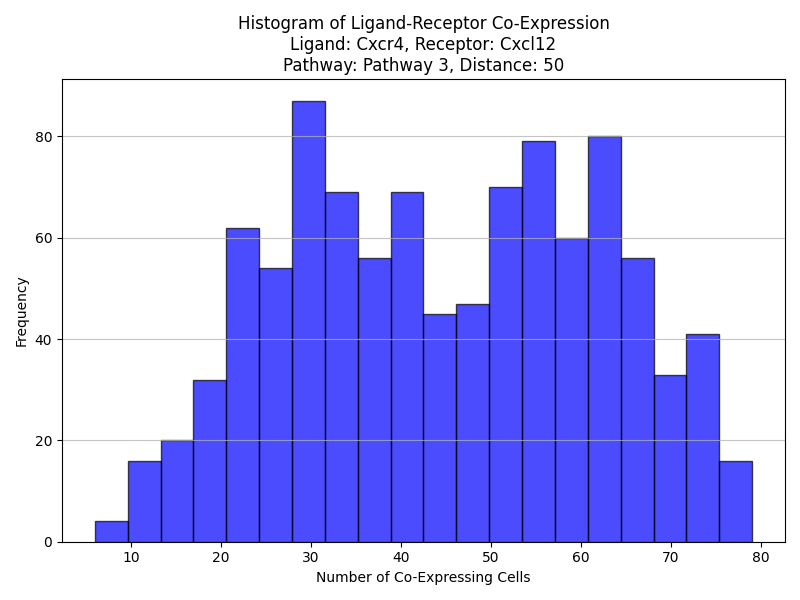 Histogram of Ligand-Receptor Co-Expression
Ligand: Cxcr4, Receptor: Cxcl12
Pathway: Pathway 3, Distance: 50
Frequency
80
60
40
20
0
10 20 30 40 50 60 70 80
Number of Co-Expressing Cells